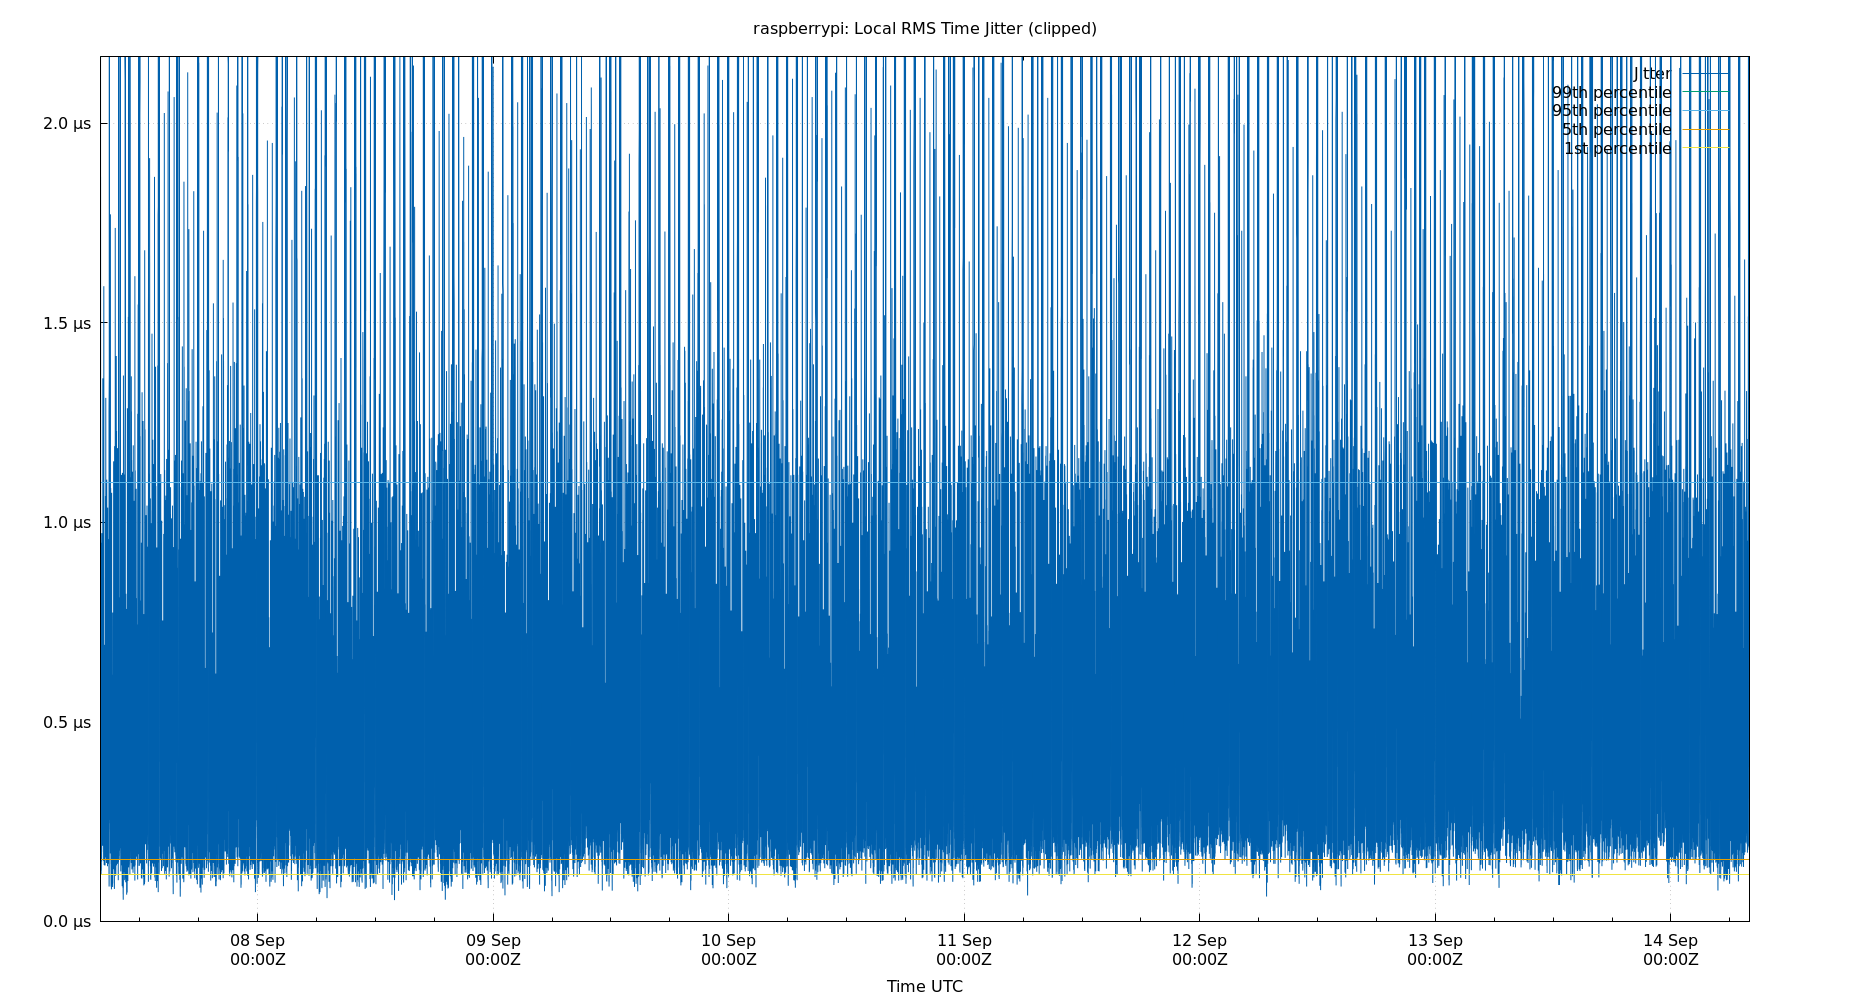 raspberrypi: Local RMS Time Jitter (clipped)
Jitter
99th percentile
95th percentile
5th percentile
1st percentile
2.0 µs
1.5 µs
1.0 µs
0.5 µs
0.0 µs
08 Sep 09 Sep 10 Sep 11 Sep 12 Sep 13 Sep 14 Sep
00:00Z 00:00Z 00:00Z 00:00Z 00:00Z 00:00Z 00:00Z
Time UTC